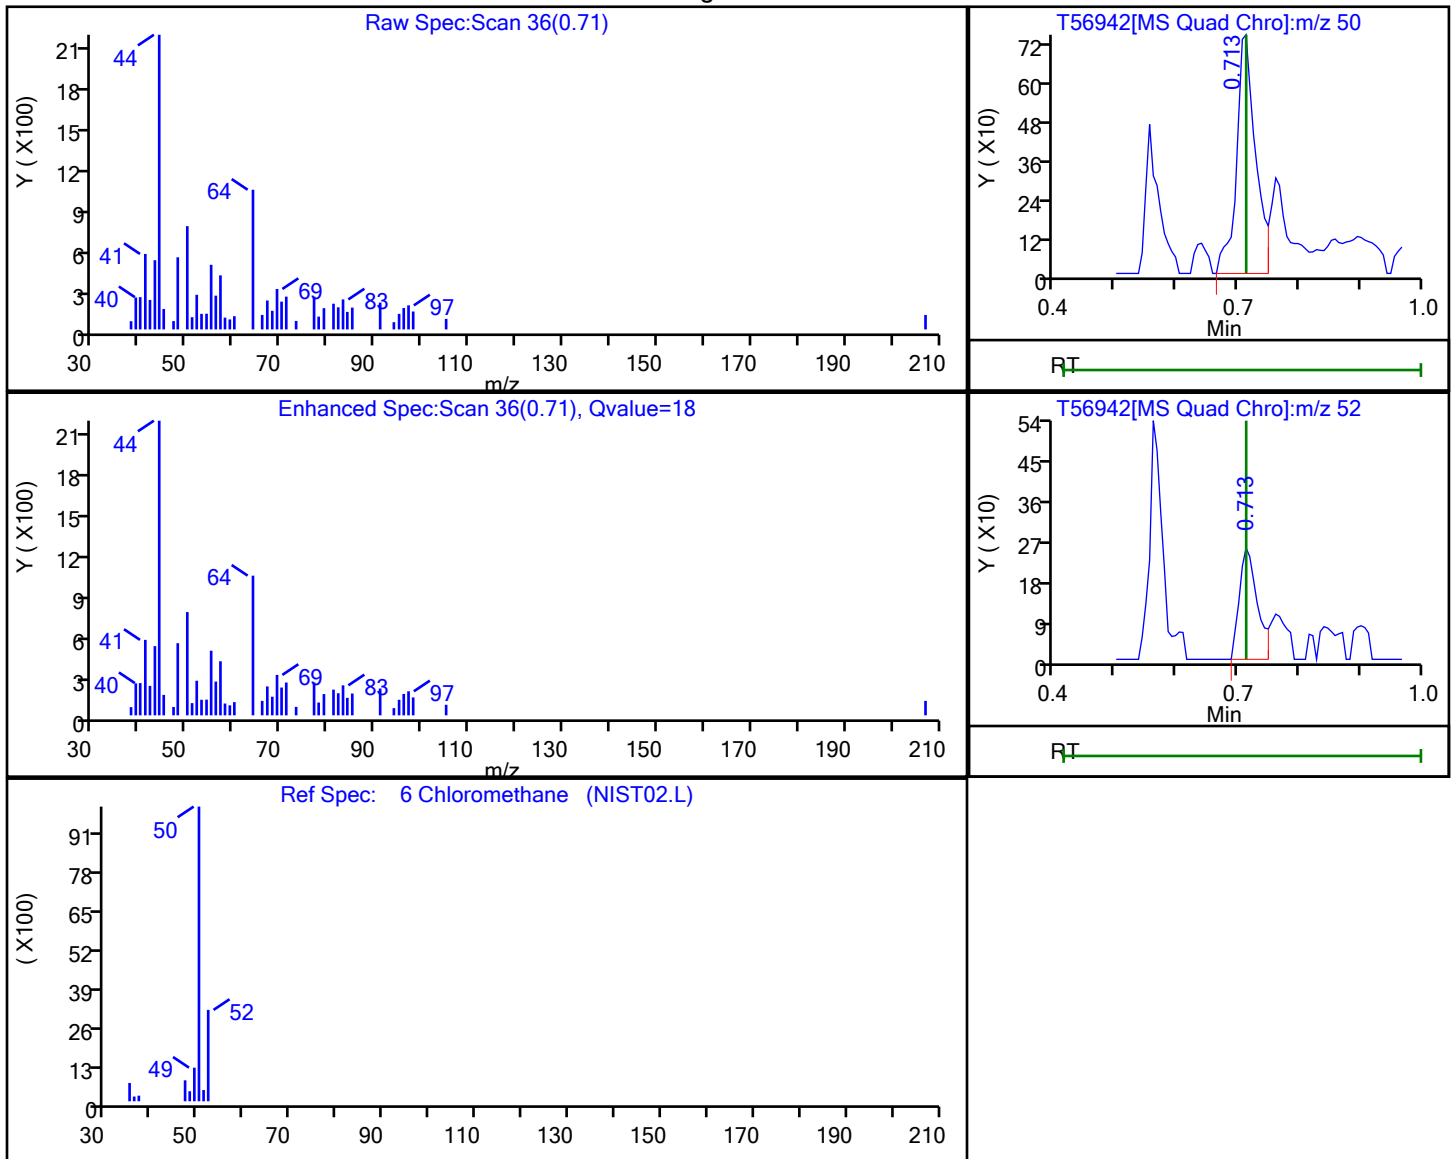 Raw Spec:Scan 36(0.71)
Y ( X100)
21
18
15
12
9
6
3
0
44
64
41
40
69
83
97
30 50 70 90 110 130 150 170 190 210
m/z
T56942[MS Quad Chro]:m/z 50
Y ( X10)
72
60
48
36
24
12
0
0.713
0.4 0.7 1.0
Min
RT
Enhanced Spec:Scan 36(0.71), Qvalue=18
Y ( X100)
21
18
15
12
9
6
3
0
44
64
41
40
69
83
97
30 50 70 90 110 130 150 170 190 210
m/z
T56942[MS Quad Chro]:m/z 52
Y ( X10)
54
45
36
27
18
9
0
0.713
0.4 0.7 1.0
Min
RT
Ref Spec: 6 Chloromethane (NIST02.L)
( X100)
91
78
65
52
39
26
13
0
50
52
49
30 50 70 90 110 130 150 170 190 210